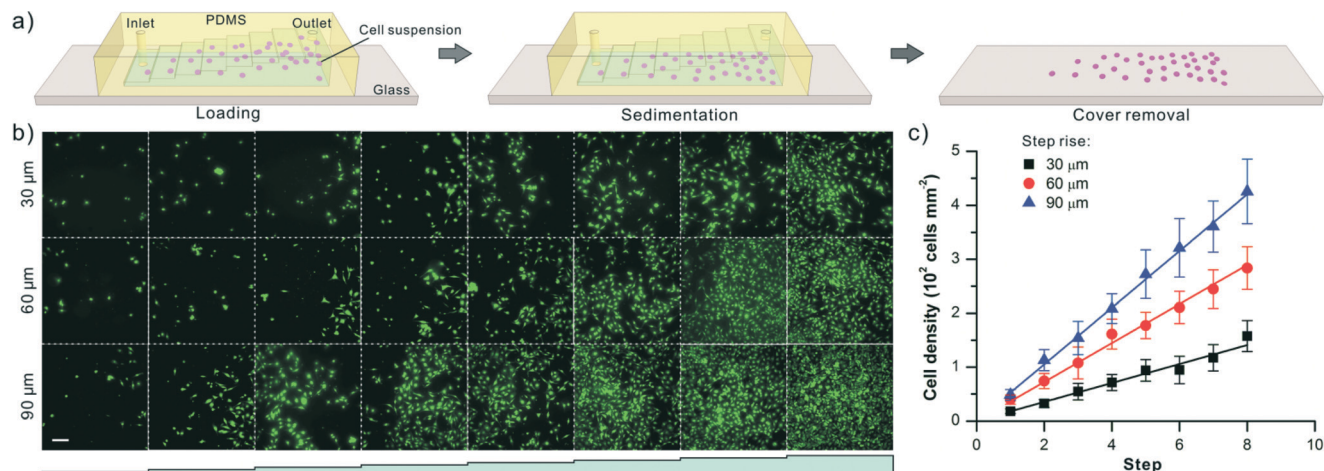 a)
Inlet
PDMS
Outlet
Cell suspension
Glass
Loading
Sedimentation
Cover removal
b)
30 μm
60 μm
90 μm
c)
Step rise:
30 μm
60 μm
90 μm
Cell density (10² cells mm⁻²)
5
4
3
2
1
0
0 2 4 6 8 10
Step